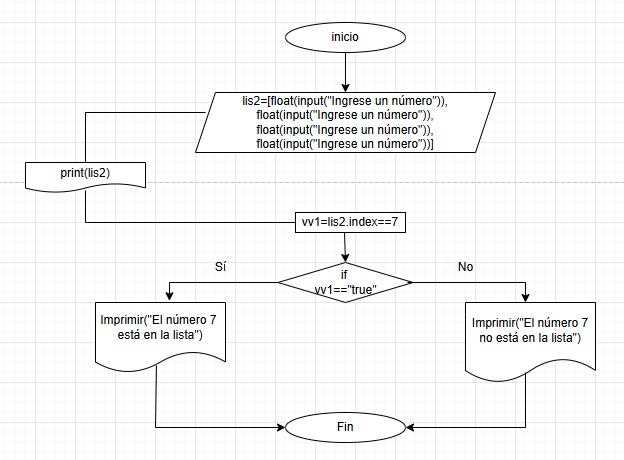 inicio
lis2=[float(input("Ingrese un número")),
float(input("Ingrese un número")),
float(input("Ingrese un número")),
float(input("Ingrese un número"))]
print(lis2)
vv1=lis2.index==7
if
vv1=="true"
Sí
No
Imprimir("El número 7
está en la lista")
Imprimir("El número 7
no está en la lista")
Fin